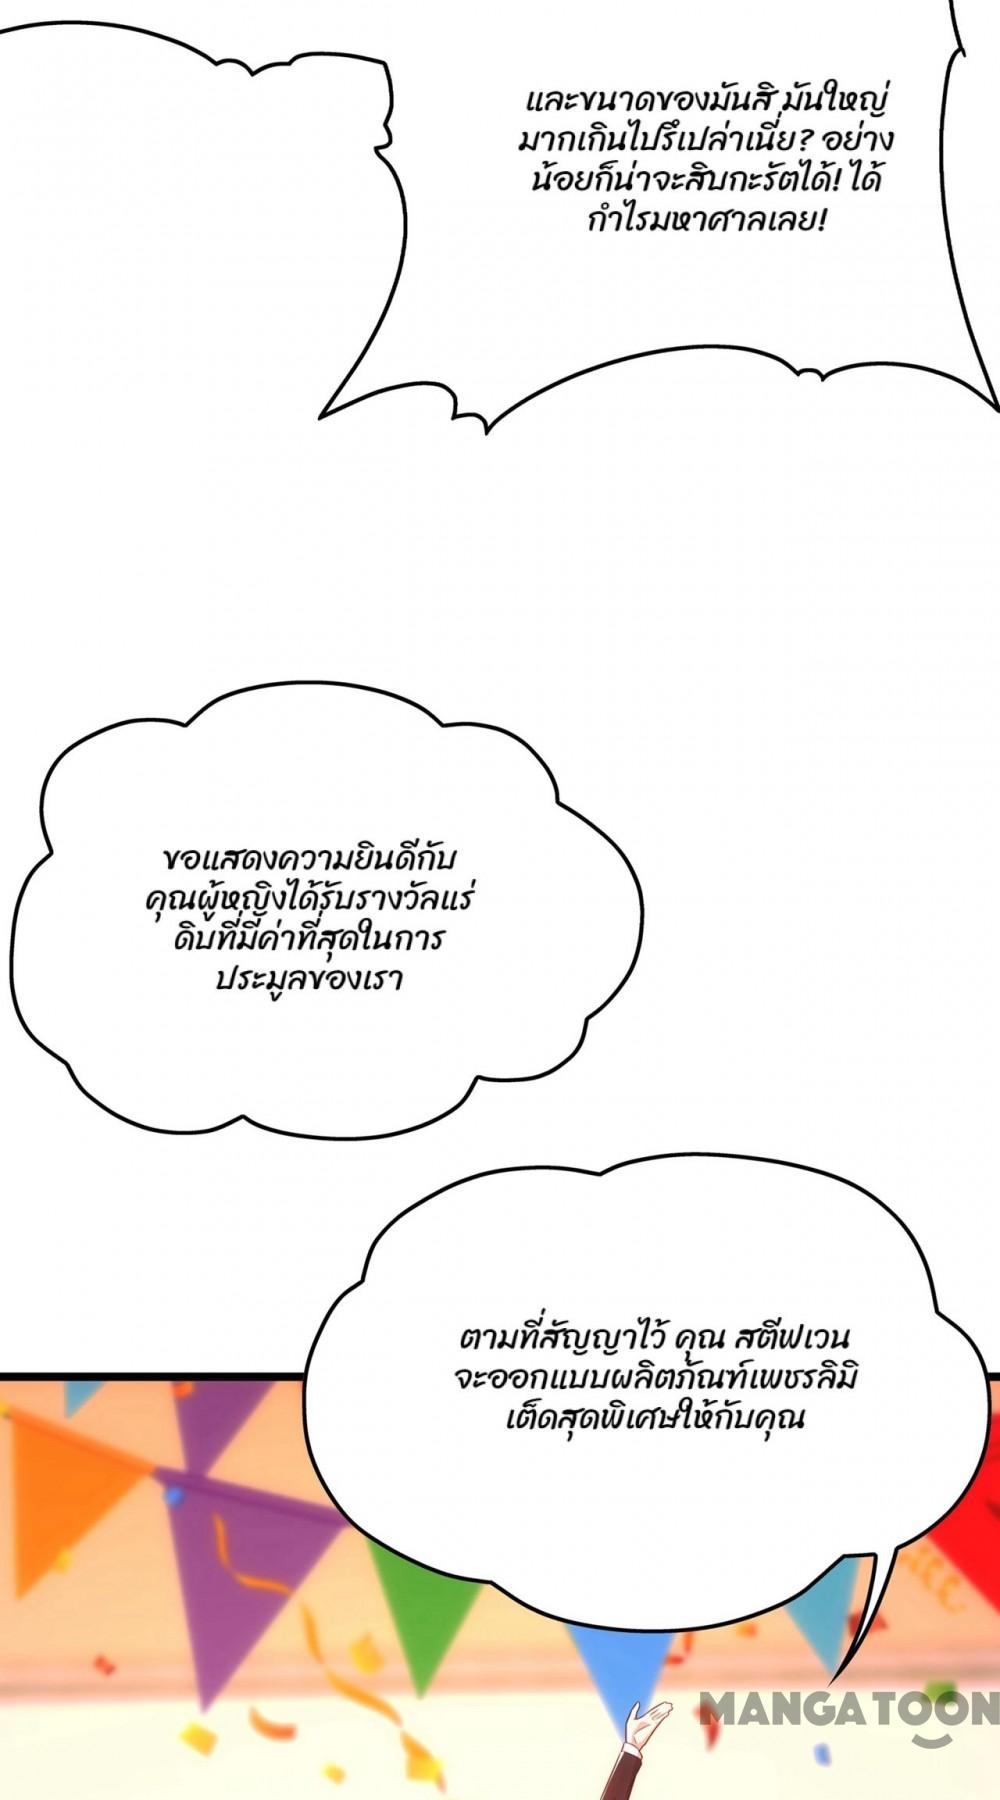 และขนาดของมันสิ มันใหญ่
มากเกินไปรึเปล่าเนี่ย? อย่าง
น้อยก็น่าจะสิบกะรัตได้! ได้
กำไรมหาศาลเลย!
ขอแสดงความยินดีกับ
คุณผู้หญิงได้รับรางวัลแร่
ดิบที่มีค่าที่สุดในการ
ประมูลของเรา
ตามที่สัญญาไว้ คุณ สตีฟเวน
จะออกแบบผลิตภัณฑ์เพชรลิมิ
เต็ดสุดพิเศษให้กับคุณ
MANGATOON